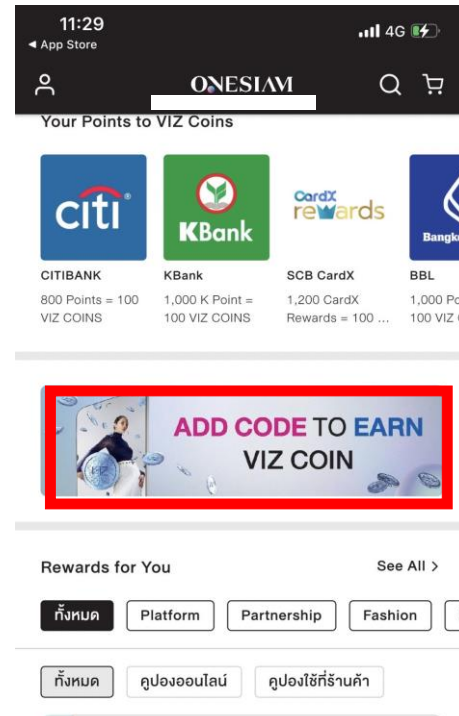 11:29
4G
◄ App Store
ONESIAM
Your Points to VIZ Coins
citi
KBank
CardX
rewards
CITIBANK
KBank
SCB CardX
BBL
800 Points = 100
VIZ COINS
1,000 K Point =
100 VIZ COINS
1,200 CardX
Rewards = 100 ...
100 VIZ
ADD CODE TO EARN
VIZ COIN
Rewards for You
See All >
ทั้งหมด
Platform
Partnership
Fashion
ทั้งหมด
คูปองออนไลน์
คูปองใช้ที่ร้านค้า